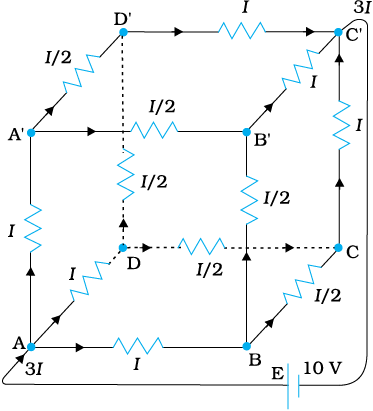 3I
D' I C'
I/2 I
I/2
A' B'
I
I/2 I/2
I
I D I/2 C
I/2
A B
3I I E 10 V